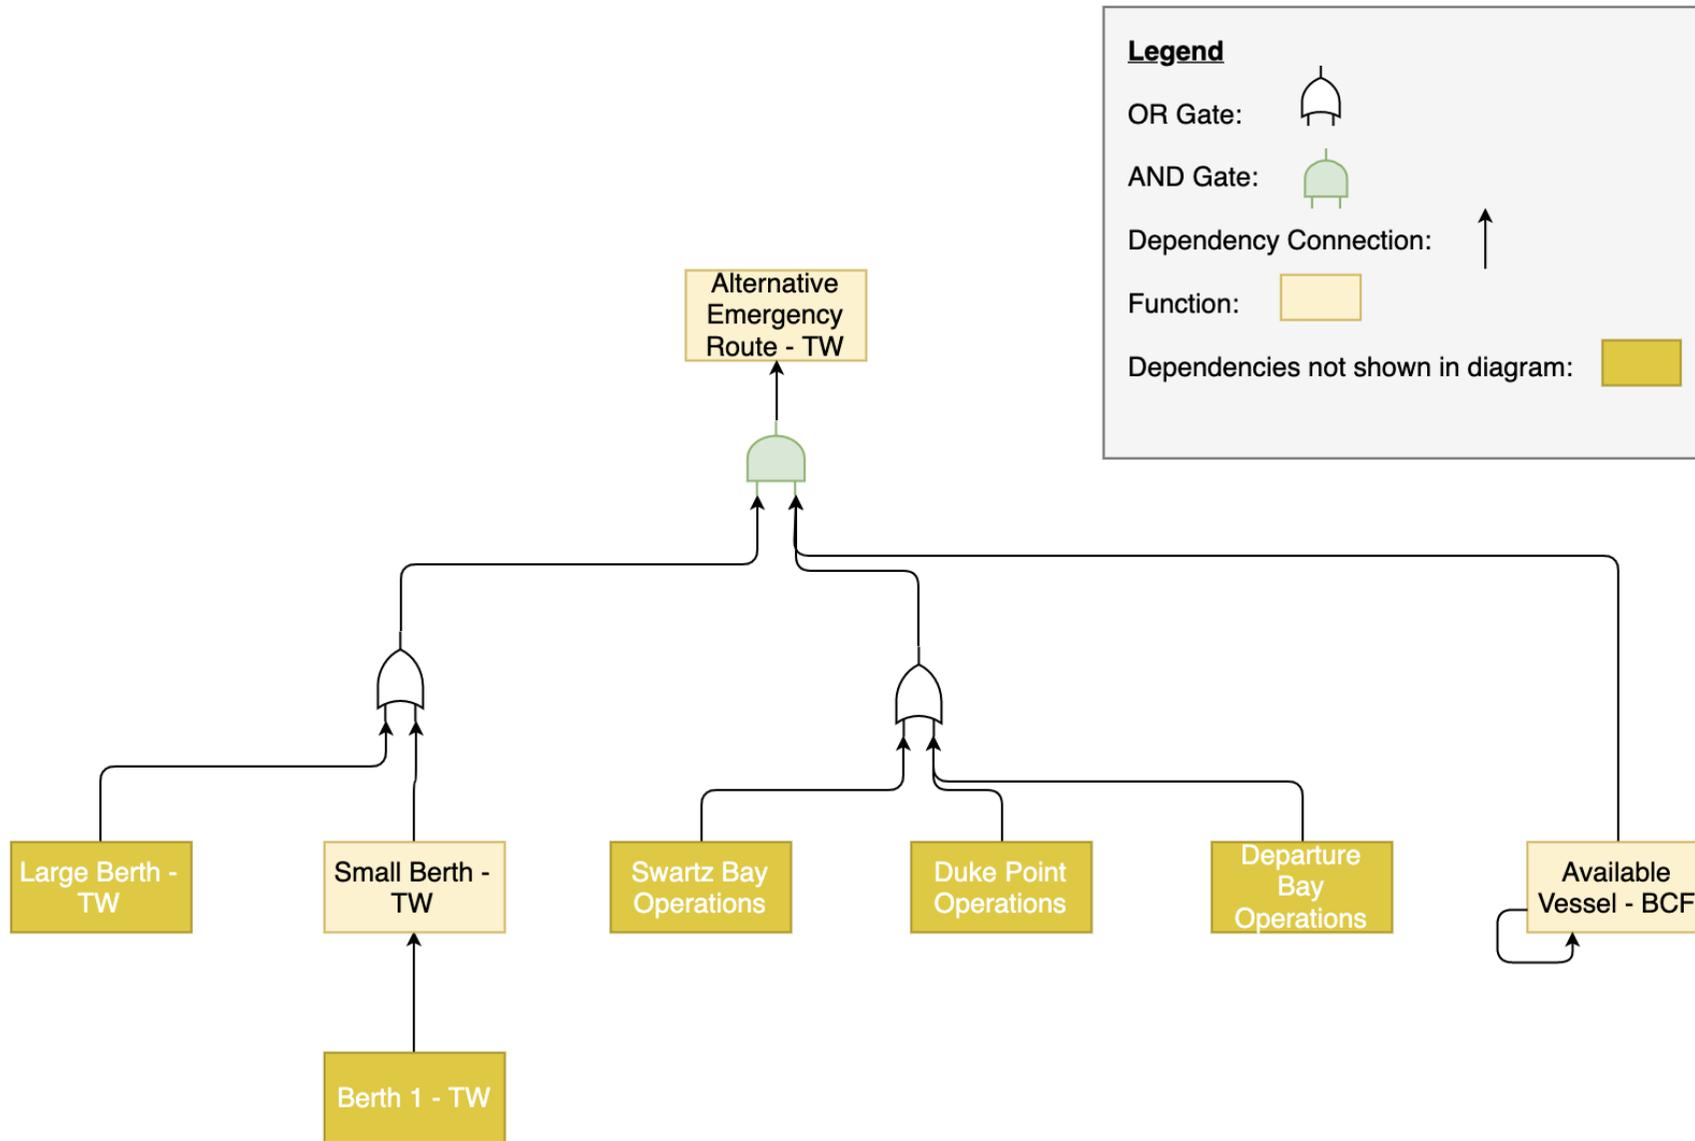 Legend
OR Gate:
AND Gate:
Dependency Connection:
Function:
Dependencies not shown in diagram:
Alternative
Emergency
Route - TW
Large Berth -
TW
Small Berth -
TW
Swartz Bay
Operations
Duke Point
Operations
Departure
Bay
Operations
Available
Vessel - BCF
Berth 1 - TW